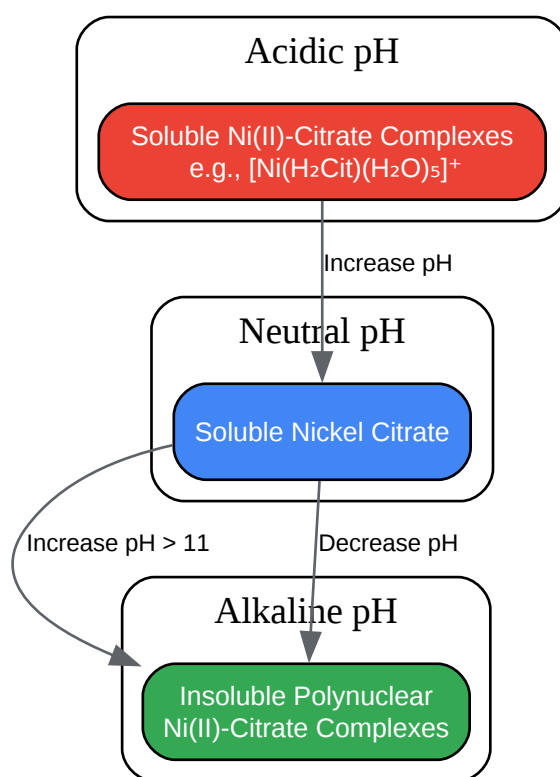 Acidic pH
Soluble Ni(II)-Citrate Complexes
e.g., [Ni(H₂Cit)(H₂O)₅]⁺
Increase pH
Neutral pH
Soluble Nickel Citrate
Increase pH > 11
Decrease pH
Alkaline pH
Insoluble Polynuclear
Ni(II)-Citrate Complexes